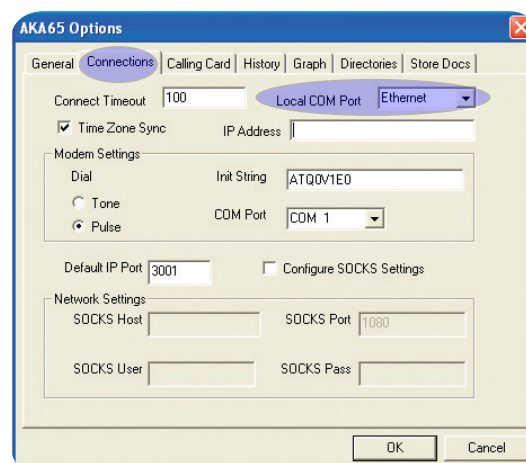 AKA65 Options
General Connections Calling Card History Graph Directories Store Docs
Connect Timeout 100 Local COM Port Ethernet
Time Zone Sync IP Address
Modem Settings
Dial Init String ATQ0V1E0
Tone
Pulse COM Port COM 1
Default IP Port 3001 Configure SOCKS Settings
Network Settings
SOCKS Host SOCKS Port 1080
SOCKS User SOCKS Pass
OK Cancel